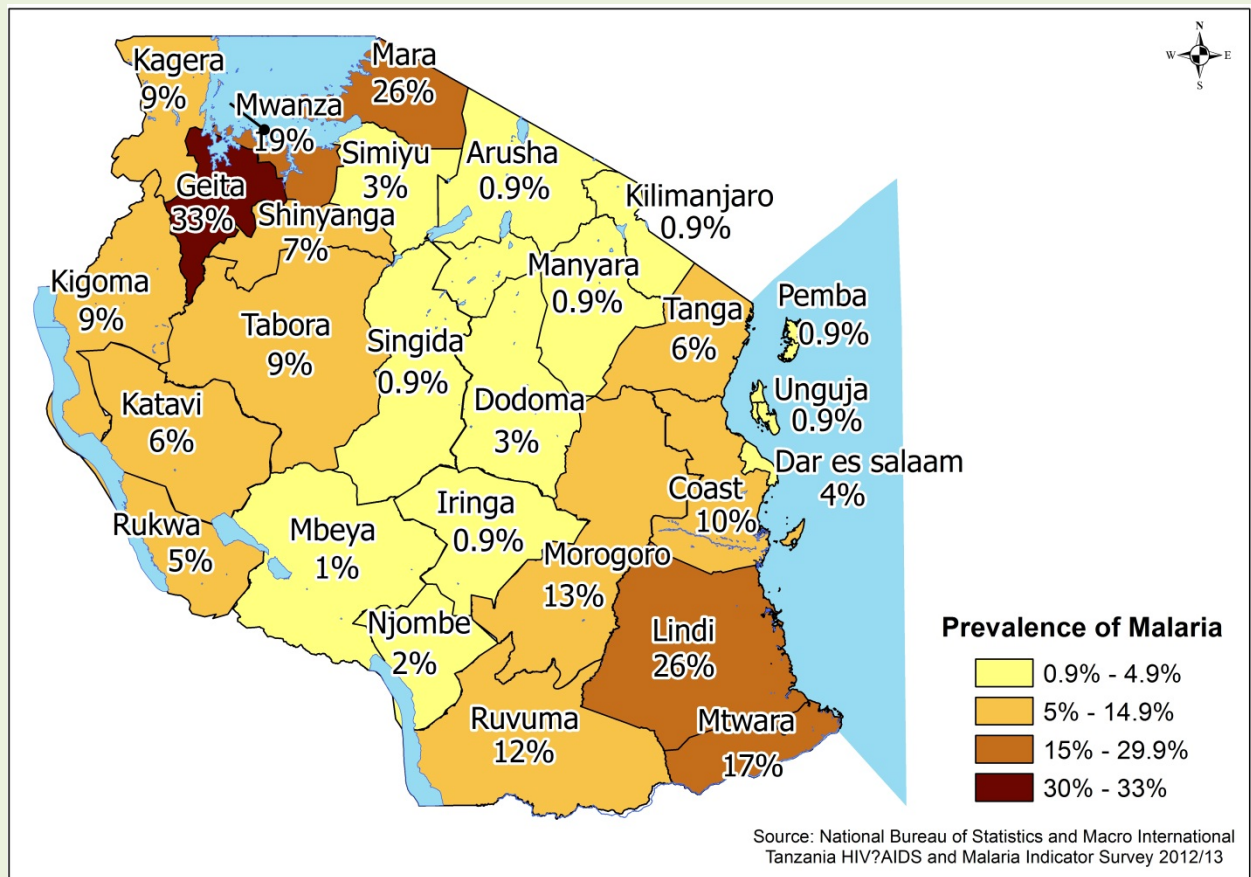 N
W
E
S
Kagera
9%
Mara
26%
Mwanza
19%
Simiyu
3%
Arusha
0.9%
Kilimanjaro
0.9%
Geita
33%
Shinyanga
7%
Kigoma
9%
Tabora
9%
Singida
0.9%
Manyara
0.9%
Tanga
6%
Pemba
0.9%
Unguja
0.9%
Katavi
6%
Dodoma
3%
Dar es salaam
4%
Coast
10%
Rukwa
5%
Mbeya
1%
Iringa
0.9%
Morogoro
13%
Njombe
2%
Lindi
26%
Ruvuma
12%
Mtwara
17%
Prevalence of Malaria
0.9% - 4.9%
5% - 14.9%
15% - 29.9%
30% - 33%
Source: National Bureau of Statistics and Macro International
Tanzania HIV?AIDS and Malaria Indicator Survey 2012/13